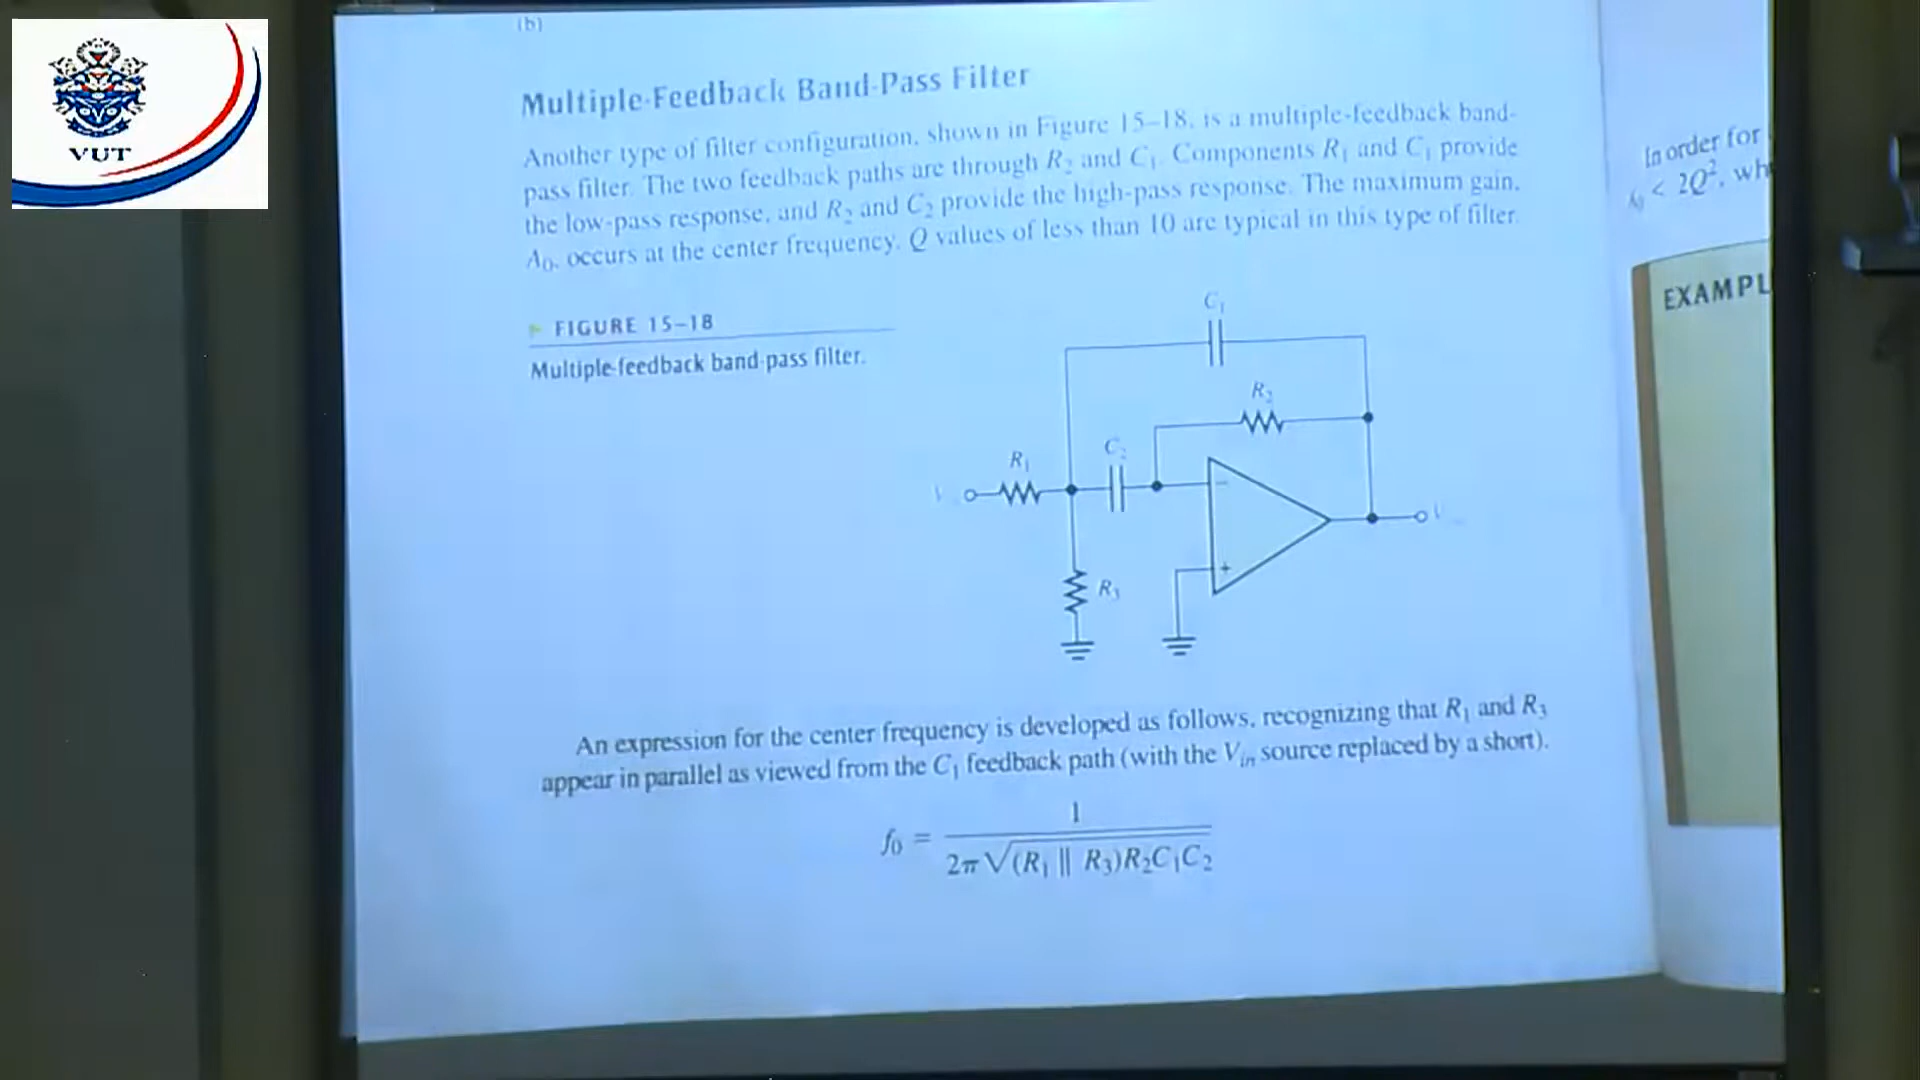 VUT
(b)
Multiple-Feedback Band-Pass Filter
Another type of filter configuration, shown in Figure 15–18, is a multiple-feedback band-
pass filter. The two feedback paths are through R2 and C1. Components R1 and C1 provide
the low-pass response, and R2 and C2 provide the high-pass response. The maximum gain,
A0, occurs at the center frequency. Q values of less than 10 are typical in this type of filter.
FIGURE 15–18
Multiple-feedback band-pass filter.
C1
R2
C2
R1
−
+
R3
An expression for the center frequency is developed as follows, recognizing that R1 and R3
appear in parallel as viewed from the C1 feedback path (with the Vin source replaced by a short).
f0 = 1 / 2π√(R1 || R3)R2C1C2
In order for
A0 < 2Q², wh
EXAMPL